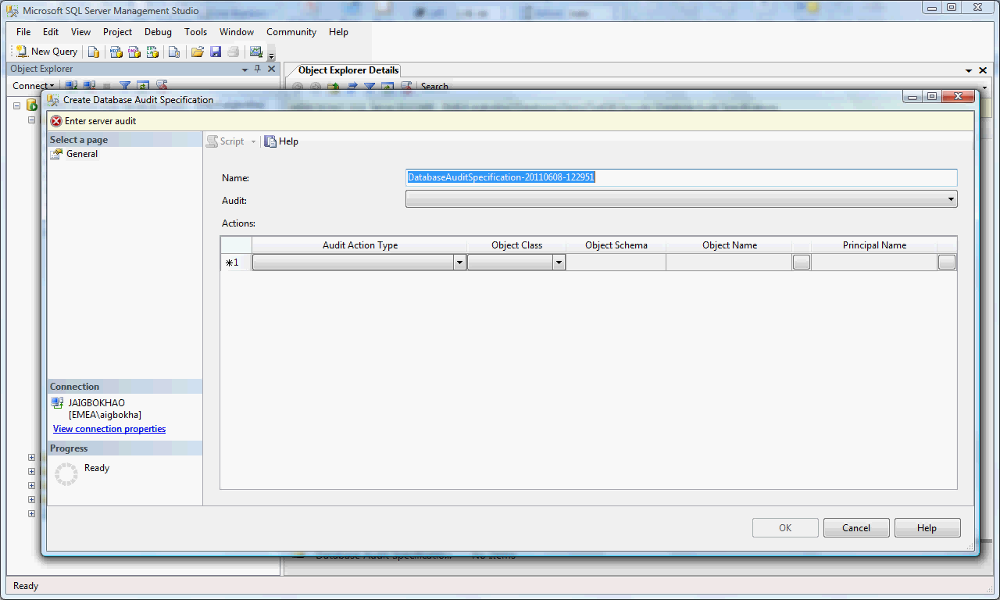 Microsoft SQL Server Management Studio
File Edit View Project Debug Tools Window Community Help
New Query
Object Explorer
Object Explorer Details
Connect
Search
Create Database Audit Specification
Enter server audit
Select a page
General
Script Help
Name: DatabaseAuditSpecification-20110608-122951
Audit:
Actions:
Audit Action Type Object Class Object Schema Object Name Principal Name
1
Connection
JAIGBOKHAO
[EMEA\aigbokha]
View connection properties
Progress
Ready
OK Cancel Help
Database Audit Specificatio... No Items
Ready